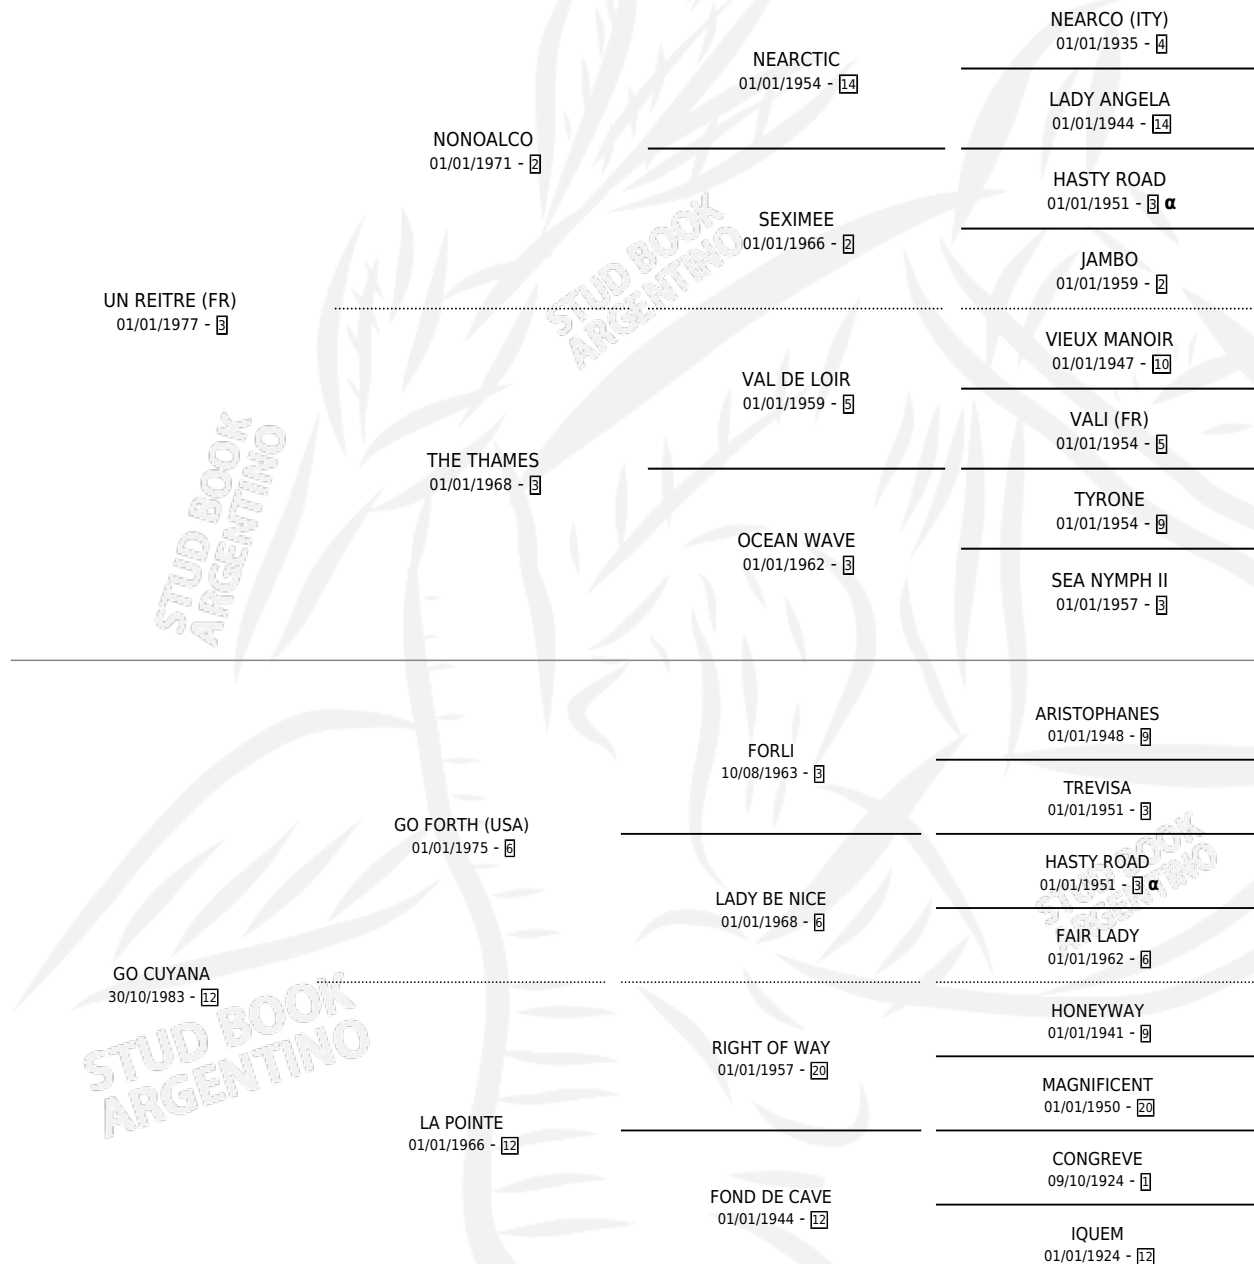 NEARCO (ITY)
01/01/1935 - 4
NEARCTIC
01/01/1954 - 14
LADY ANGELA
01/01/1944 - 14
NONOALCO
01/01/1971 - 2
HASTY ROAD
01/01/1951 - 3 α
SEXIMEE
01/01/1966 - 2
JAMBO
01/01/1959 - 2
UN REITRE (FR)
01/01/1977 - 3
STUD BOOK
ARGENTINO
VIEUX MANOIR
01/01/1947 - 10
VAL DE LOIR
01/01/1959 - 5
VALI (FR)
01/01/1954 - 5
THE THAMES
01/01/1968 - 3
TYRONE
01/01/1954 - 9
OCEAN WAVE
01/01/1962 - 3
SEA NYMPH II
01/01/1957 - 3
STUD BOOK
ARGENTINO
ARISTOPHANES
01/01/1948 - 9
FORLI
10/08/1963 - 3
TREVISA
01/01/1951 - 3
GO FORTH (USA)
01/01/1975 - 6
HASTY ROAD
01/01/1951 - 3 α
STUD BOOK
ARGENTINO
LADY BE NICE
01/01/1968 - 6
FAIR LADY
01/01/1962 - 6
GO CUYANA
30/10/1983 - 12
STUD BOOK
ARGENTINO
HONEYWAY
01/01/1941 - 9
RIGHT OF WAY
01/01/1957 - 20
MAGNIFICENT
01/01/1950 - 20
LA POINTE
01/01/1966 - 12
CONGREVE
09/10/1924 - 1
FOND DE CAVE
01/01/1944 - 12
IQUEM
01/01/1924 - 12